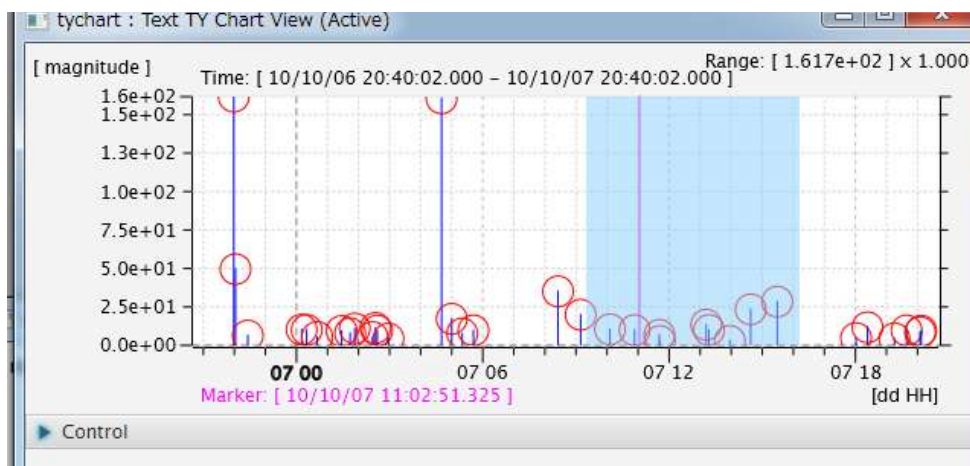 tychart : Text TY Chart View (Active)
[ magnitude ]
Range: [ 1.617e+02 ] x 1.000
Time: [ 10/10/06 20:40:02.000 - 10/10/07 20:40:02.000 ]
1.6e+02
1.5e+02
1.3e+02
1.0e+02
7.5e+01
5.0e+01
2.5e+01
0.0e+00
07 00 07 06 07 12 07 18
Marker: [ 10/10/07 11:02:51.325 ]
[dd HH]
Control